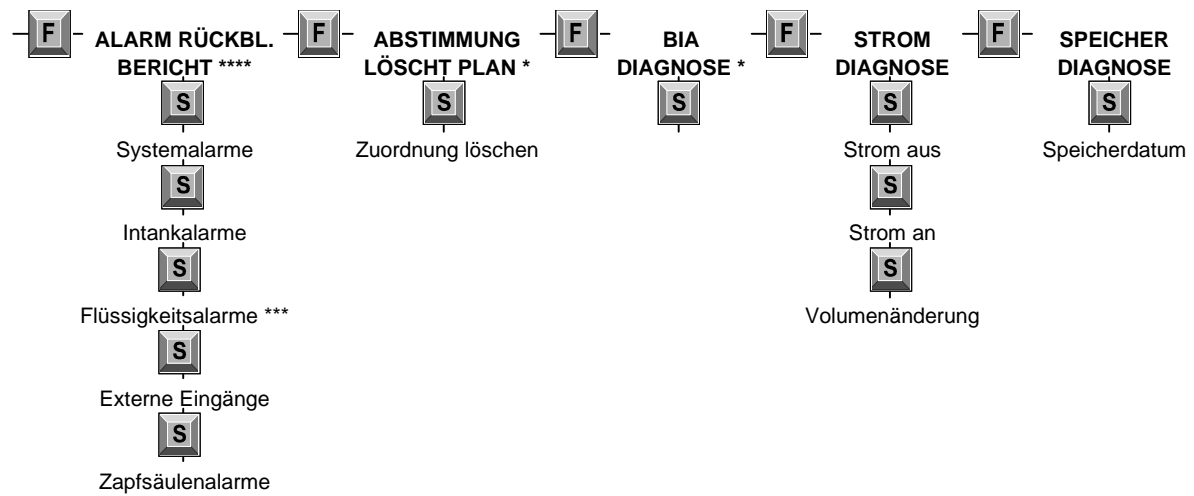 F ALARM RÜCKBL. BERICHT ****
S
Systemalarme
S
Intankalarme
S
Flüssigkeitsalarme ***
S
Externe Eingänge
S
Zapfsäulenalarme
F ABSTIMMUNG LÖSCHT PLAN *
S
Zuordnung löschen
F BIA DIAGNOSE *
S
F STROM DIAGNOSE
S
Strom aus
S
Strom an
S
Volumenänderung
F SPEICHER DIAGNOSE
S
Speicherdatum